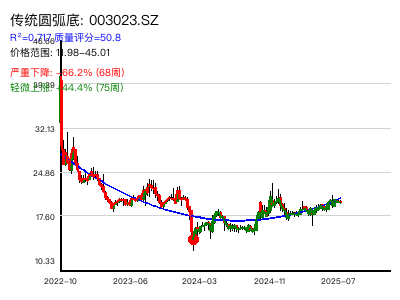 传统圆弧底: 003023.SZ
R²=0.717,质量评分=50.8
价格范围: 11.98-45.01
严重下降: -66.2% (68周)
轻微上涨: +44.4% (75周)
32.13
24.86
17.60
10.33
2022-10
2023-06
2024-03
2024-11
2025-07